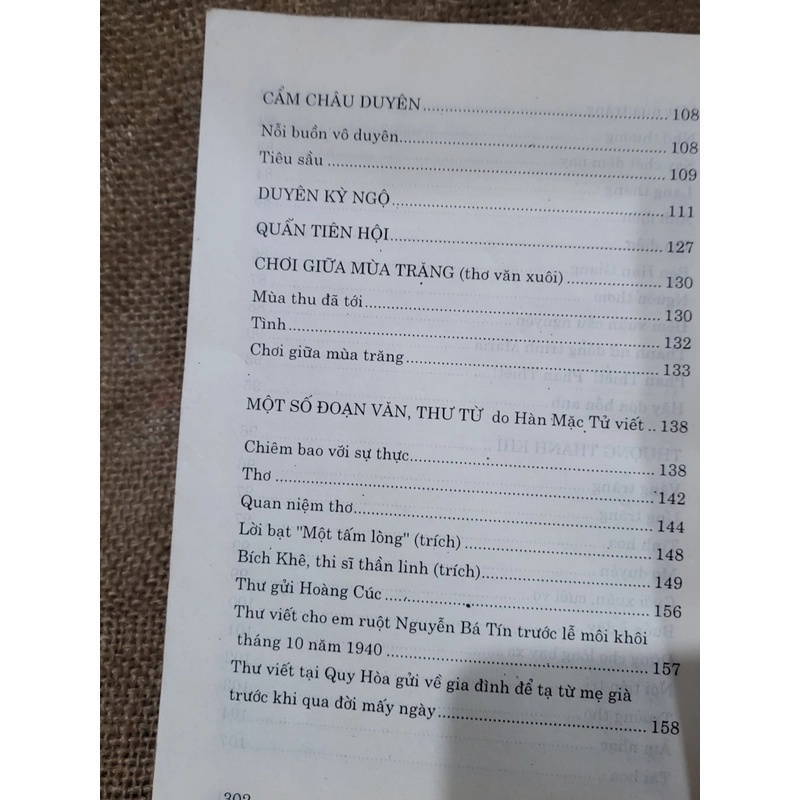 CẨM CHÂU DUYÊN........................................................108
Nỗi buồn vô duyên........................................................108
Tiêu sầu........................................................109
DUYÊN KỲ NGỘ........................................................111
QUẦN TIÊN HỘI........................................................127
CHƠI GIỮA MÙA TRĂNG (thơ văn xuôi)....................130
Mùa thu đã tới........................................................130
Tình........................................................132
Chơi giữa mùa trăng........................................................133
MỘT SỐ ĐOẠN VĂN, THƯ TỪ do Hàn Mặc Tử viết .. 138
Chiêm bao với sự thực........................................................138
Thơ........................................................142
Quan niệm thơ........................................................144
Lời bạt "Một tấm lòng" (trích)....................................148
Bích Khê, thi sĩ thần linh (trích)....................................149
Thư gửi Hoàng Cúc....................................156
Thư viết cho em ruột Nguyễn Bá Tín trước lễ môi khôi
tháng 10 năm 1940....................................157
Thư viết tại Quy Hòa gửi về gia đình để tạ từ mẹ già
trước khi qua đời mấy ngày....................................158
302